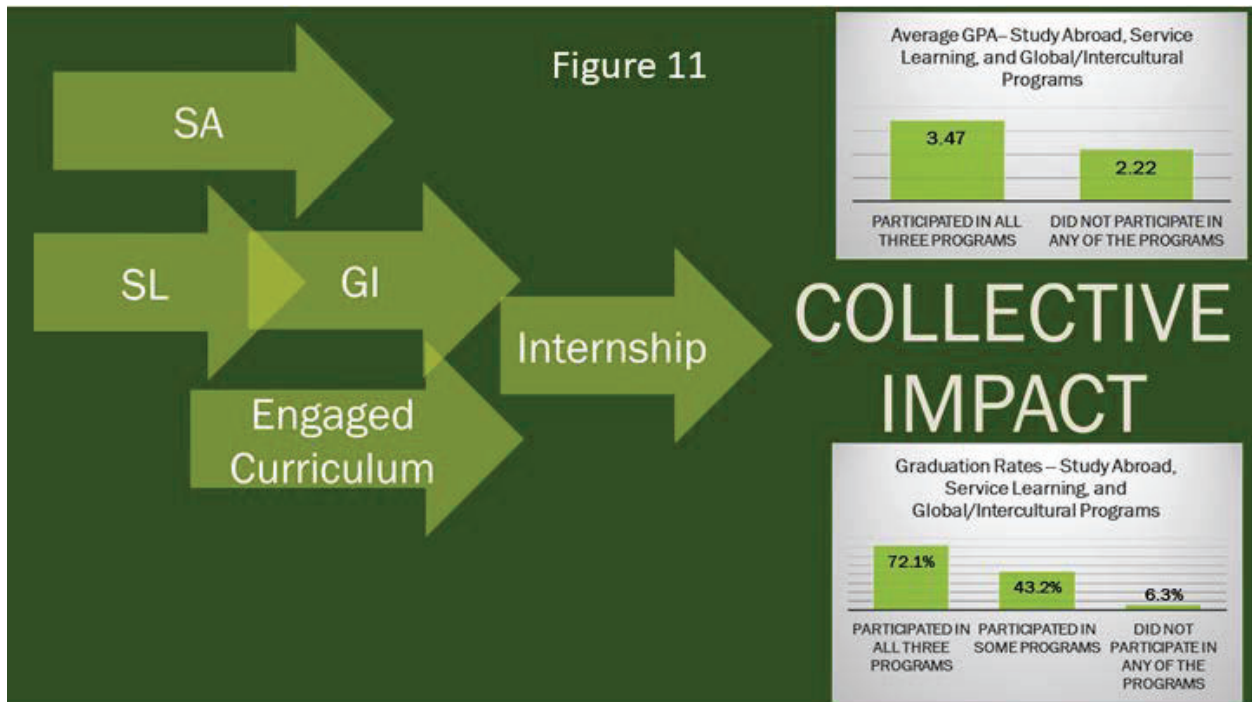 Figure 11
SA
SL
GI
Internship
Engaged
Curriculum
Average GPA– Study Abroad, Service
Learning, and Global/Intercultural
Programs
3.47
2.22
PARTICIPATED IN ALL
THREE PROGRAMS
DID NOT PARTICIPATE IN
ANY OF THE PROGRAMS
COLLECTIVE
IMPACT
Graduation Rates – Study Abroad,
Service Learning, and
Global/Intercultural Programs
72.1%
43.2%
6.3%
PARTICIPATED IN
ALL THREE
PROGRAMS
PARTICIPATED IN
SOME PROGRAMS
DID NOT
PARTICIPATE IN
ANY OF THE
PROGRAMS